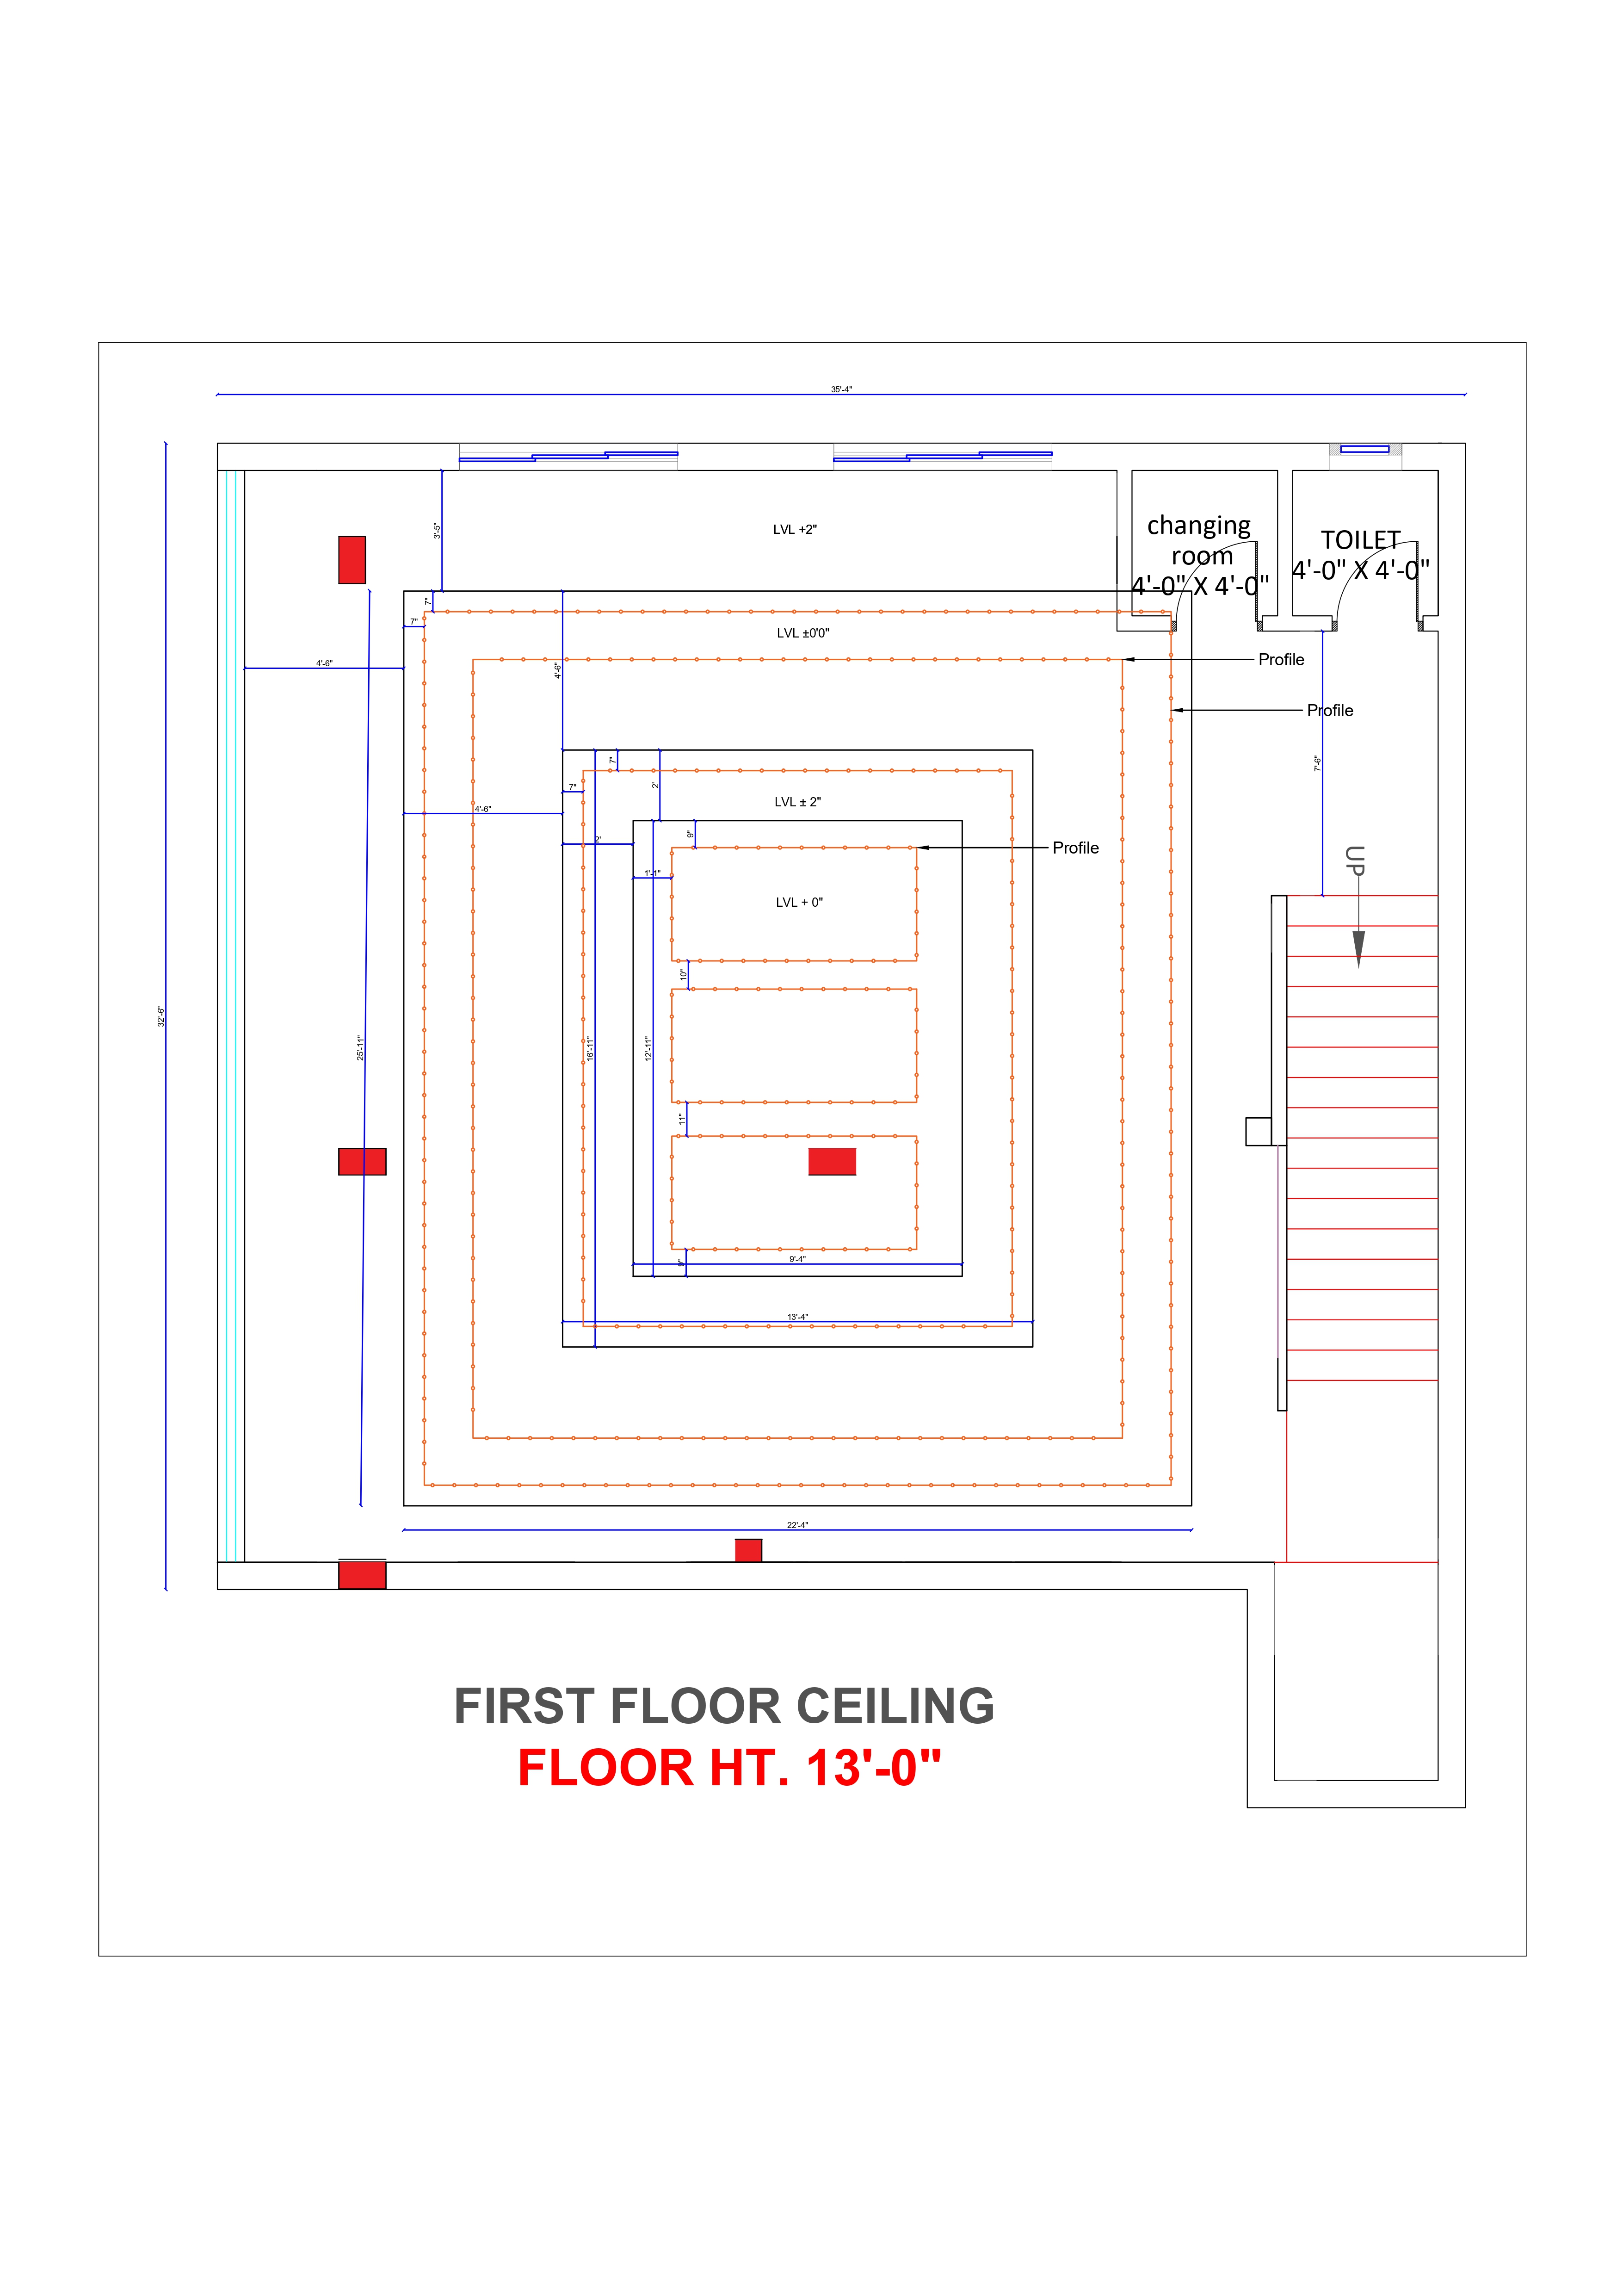 35'-4"
32'-6"
3'-5"
LVL +2"
changing
room
4'-0" X 4'-0"
TOILET
4'-0" X 4'-0"
7"
7"
LVL ±0'0"
4'-6"
4'-6"
Profile
Profile
7'-6"
7"
7"
2'
LVL ± 2"
4'-6"
2'
9"
Profile
1'-1"
LVL + 0"
UP
10"
25'-11"
16'-11"
12'-11"
11"
9"
9'-4"
13'-4"
22'-4"
FIRST FLOOR CEILING
FLOOR HT. 13'-0"